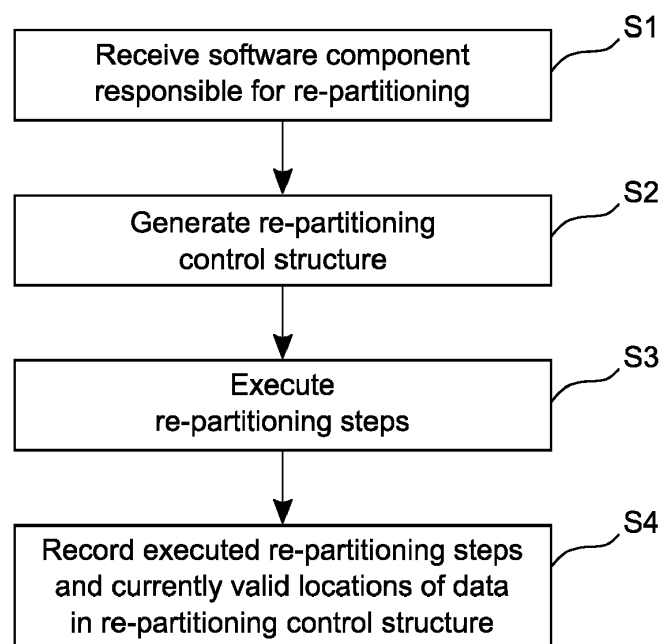 S1
Receive software component
responsible for re-partitioning
S2
Generate re-partitioning
control structure
S3
Execute
re-partitioning steps
S4
Record executed re-partitioning steps
and currently valid locations of data
in re-partitioning control structure